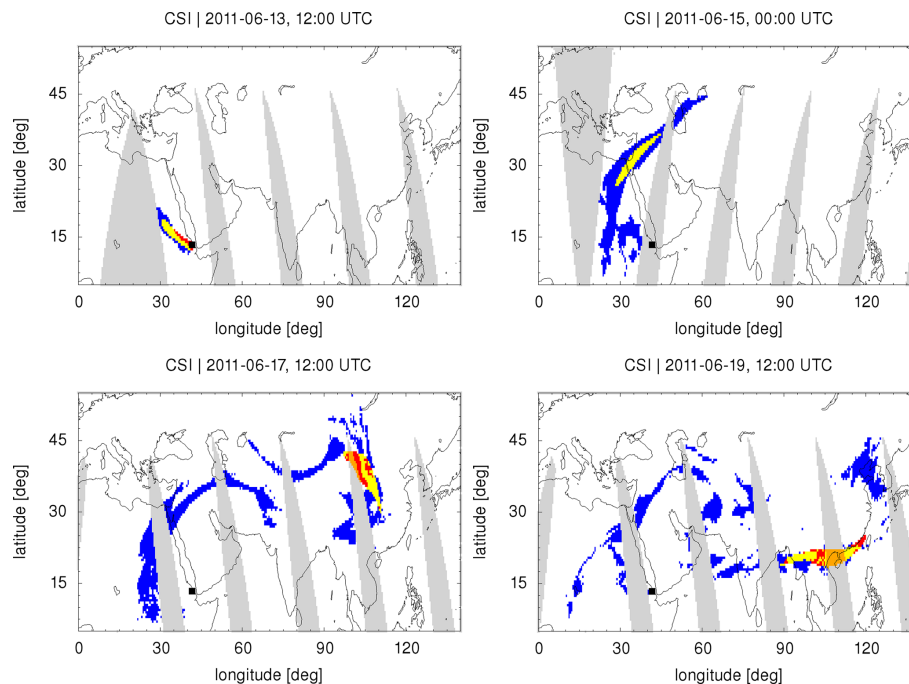 CSI | 2011-06-13, 12:00 UTC
CSI | 2011-06-15, 00:00 UTC
latitude [deg]
45
30
15
0
30
60
90
120
longitude [deg]
latitude [deg]
45
30
15
0
30
60
90
120
longitude [deg]
CSI | 2011-06-17, 12:00 UTC
CSI | 2011-06-19, 12:00 UTC
latitude [deg]
45
30
15
0
30
60
90
120
longitude [deg]
latitude [deg]
45
30
15
0
30
60
90
120
longitude [deg]